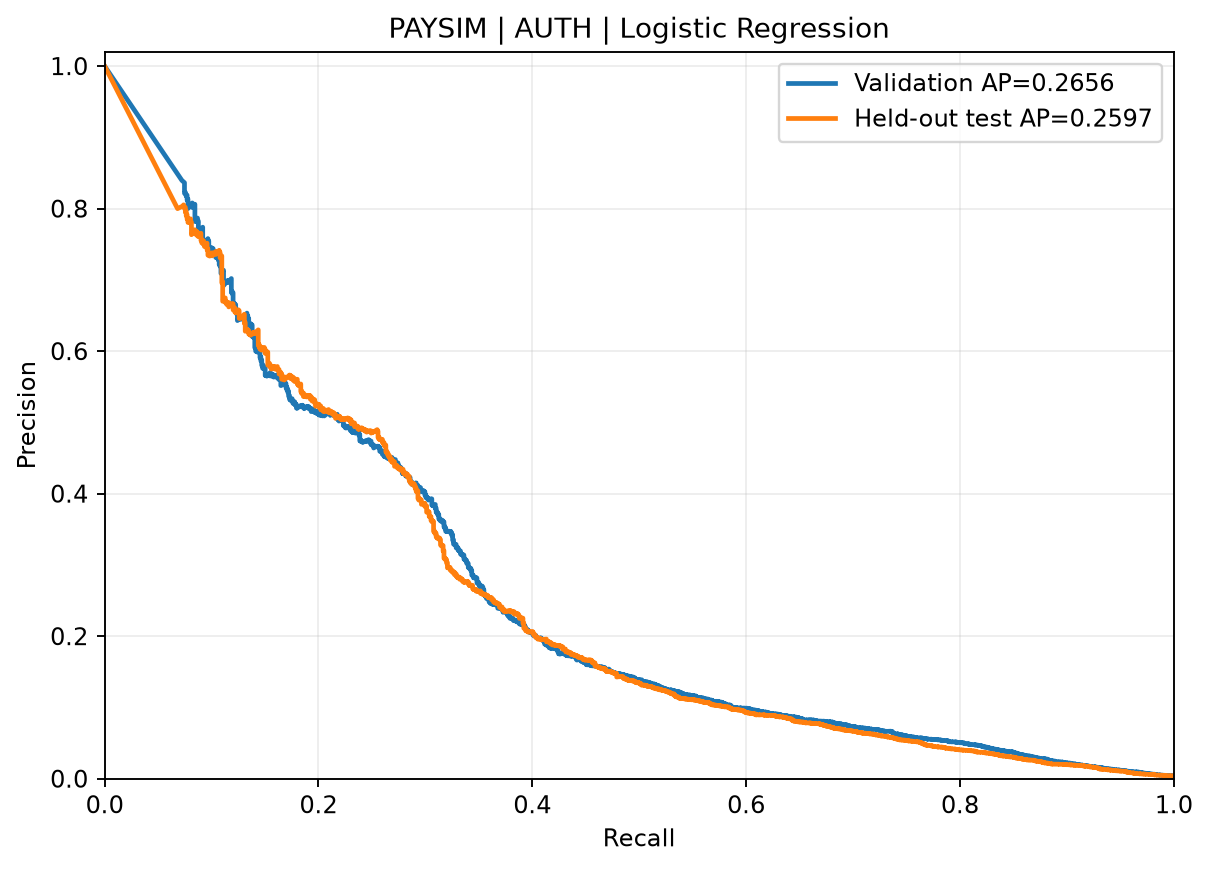 PAYSIM | AUTH | Logistic Regression
Validation AP=0.2656
Held-out test AP=0.2597
Precision
1.0
0.8
0.6
0.4
0.2
0.0
0.0 0.2 0.4 0.6 0.8 1.0
Recall